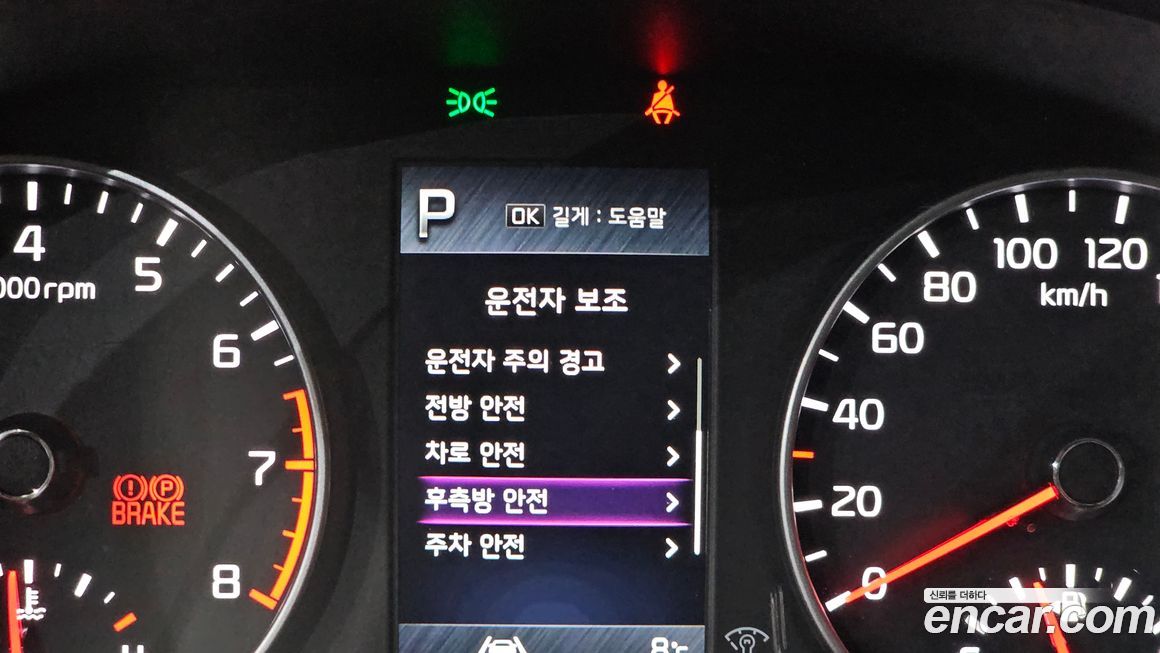 P
OK 길게 : 도움말
운전자 보조
운전자 주의 경고
전방 안전
차로 안전
후측방 안전
주차 안전
8℃
4
5
6
7
8
000rpm
BRAKE
H
0
20
40
60
80
100
120
km/h
신뢰를 더하다
encar.com